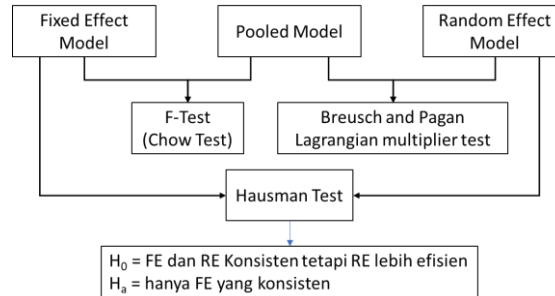 Fixed Effect
Model
Pooled Model
Random Effect
Model
F-Test
(Chow Test)
Breusch and Pagan
Lagrangian multiplier test
Hausman Test
H₀ = FE dan RE Konsisten tetapi RE lebih efisien
Hₐ = hanya FE yang konsisten